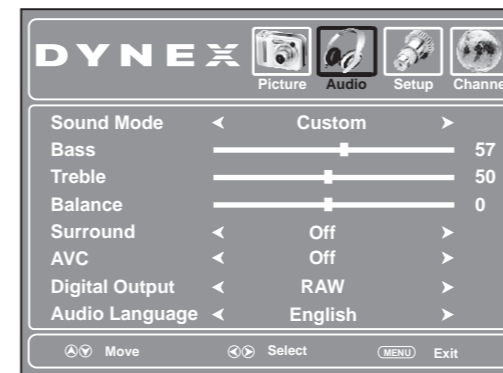 DYNEX
Picture Audio Setup Channe
Sound Mode Custom
Bass 57
Treble 50
Balance 0
Surround Off
AVC Off
Digital Output RAW
Audio Language English
Move Select MENU Exit